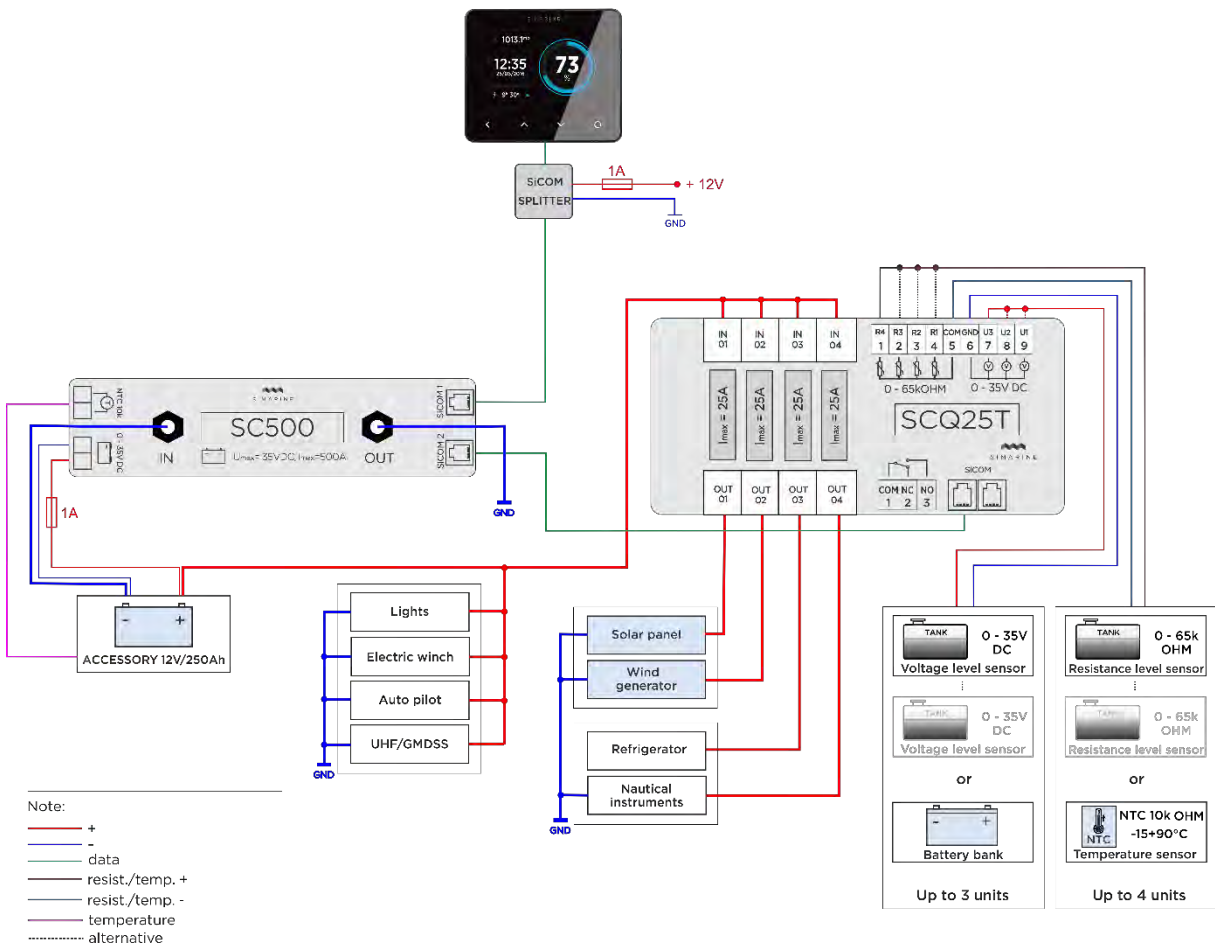 SIMARINE
1013.1
12:35
73
%
9° 30°
SiCOM
SPLITTER
1A
+ 12V
GND
IN
01
IN
02
IN
03
IN
04
R4 R3 R2 R1 COM GND U3 U2 U1
1 2 3 4 5 6 7 8 9
0 - 65kOHM
0 - 35V DC
Imax = 25A
Imax = 25A
Imax = 25A
Imax = 25A
SCQ25T
SIMARINE
SiCOM
COM NC NO
1 2 3
OUT
01
OUT
02
OUT
03
OUT
04
NTC 10k
0 - 35V DC
SIMARINE
SC500
IN
Umax= 35VDC, Imax=500A
OUT
SiCOM 1
SiCOM 2
GND
1A
- +
ACCESSORY 12V/250Ah
Lights
Electric winch
Auto pilot
UHF/GMDSS
GND
Solar panel
Wind
generator
Refrigerator
Nautical
instruments
GND
TANK
0 - 35V
DC
Voltage level sensor
TANK
0 - 35V
DC
Voltage level sensor
or
- +
Battery bank
Up to 3 units
TANK
0 - 65k
OHM
Resistance level sensor
TANK
0 - 65k
OHM
Resistance level sensor
or
NTC
NTC 10k OHM
-15+90°C
Temperature sensor
Up to 4 units
Note:
+
-
data
resist./temp. +
resist./temp. -
temperature
alternative